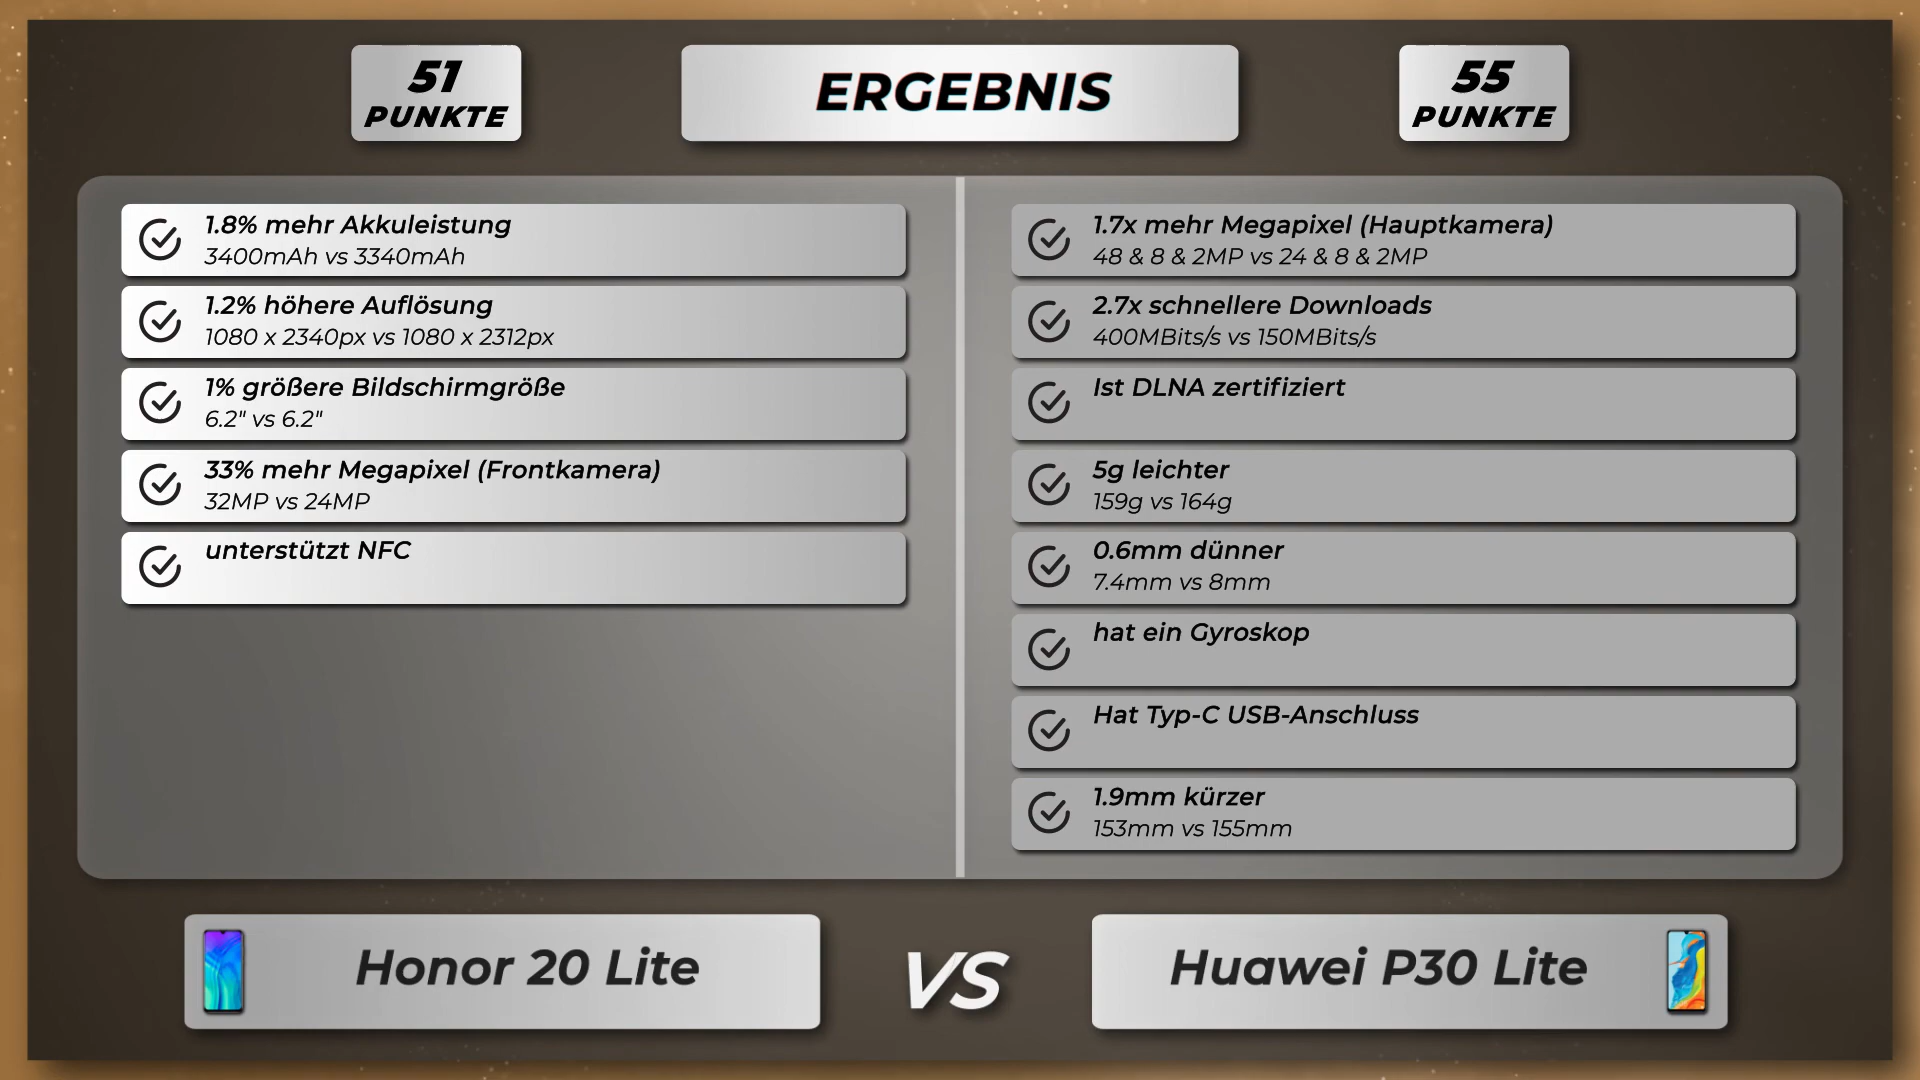 51
PUNKTE
ERGEBNIS
55
PUNKTE
1.8% mehr Akkuleistung
3400mAh vs 3340mAh
1.2% höhere Auflösung
1080 x 2340px vs 1080 x 2312px
1% größere Bildschirmgröße
6.2" vs 6.2"
33% mehr Megapixel (Frontkamera)
32MP vs 24MP
unterstützt NFC
1.7x mehr Megapixel (Hauptkamera)
48 & 8 & 2MP vs 24 & 8 & 2MP
2.7x schnellere Downloads
400MBits/s vs 150MBits/s
Ist DLNA zertifiziert
5g leichter
159g vs 164g
0.6mm dünner
7.4mm vs 8mm
hat ein Gyroskop
Hat Typ-C USB-Anschluss
1.9mm kürzer
153mm vs 155mm
Honor 20 Lite
VS
Huawei P30 Lite